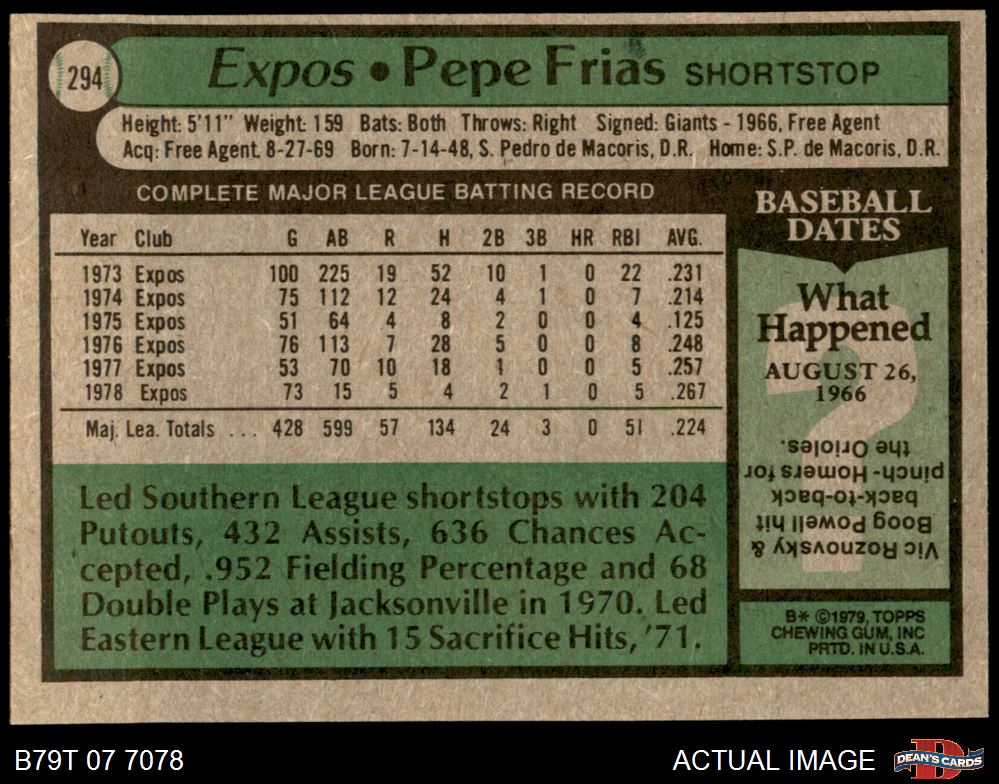 294
Expos • Pepe Frias SHORTSTOP
Height: 5'11" Weight: 159 Bats: Both Throws: Right Signed: Giants - 1966, Free Agent
Acq: Free Agent 8-27-69 Born: 7-14-48, S. Pedro de Macoris, D.R. Home: S.P. de Macoris, D.R.
COMPLETE MAJOR LEAGUE BATTING RECORD
Year Club G AB R H 2B 3B HR RBI AVG.
1973 Expos 100 225 19 52 10 1 0 22 .231
1974 Expos 75 112 12 24 4 1 0 7 .214
1975 Expos 51 64 4 8 2 0 0 4 .125
1976 Expos 76 113 7 28 5 0 0 8 .248
1977 Expos 53 70 10 18 1 0 0 5 .257
1978 Expos 73 15 5 4 2 1 0 5 .267
Maj. Lea. Totals ... 428 599 57 134 24 3 0 51 .224
Led Southern League shortstops with 204
Putouts, 432 Assists, 636 Chances Ac-
cepted, .952 Fielding Percentage and 68
Double Plays at Jacksonville in 1970. Led
Eastern League with 15 Sacrifice Hits, '71.
BASEBALL
DATES
What
Happened
AUGUST 26,
1966
Vic Roznovsky &
Boog Powell hit
back-to-back
pinch-Homers for
the Orioles.
B* ©1979, TOPPS
CHEWING GUM, INC
PRTD. IN U.S.A.
B79T 07 7078
ACTUAL IMAGE
DEAN'S CARDS